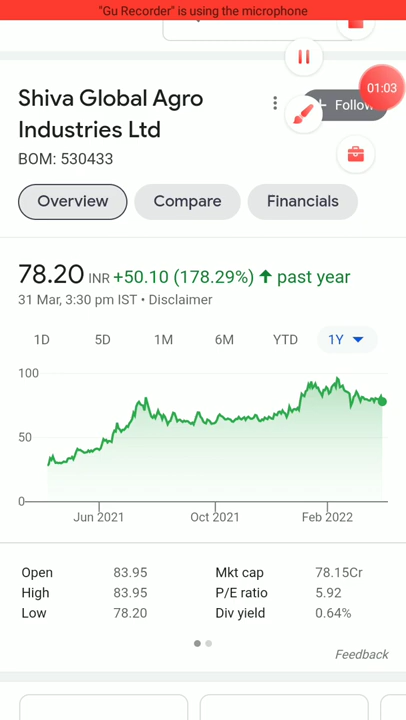 "Gu Recorder" is using the microphone
01:03
Shiva Global Agro
Industries Ltd
Follow
BOM: 530433
Overview
Compare
Financials
78.20 INR +50.10 (178.29%) past year
31 Mar, 3:30 pm IST • Disclaimer
1D 5D 1M 6M YTD 1Y
100
50
0
Jun 2021 Oct 2021 Feb 2022
Open 83.95 Mkt cap 78.15Cr
High 83.95 P/E ratio 5.92
Low 78.20 Div yield 0.64%
Feedback